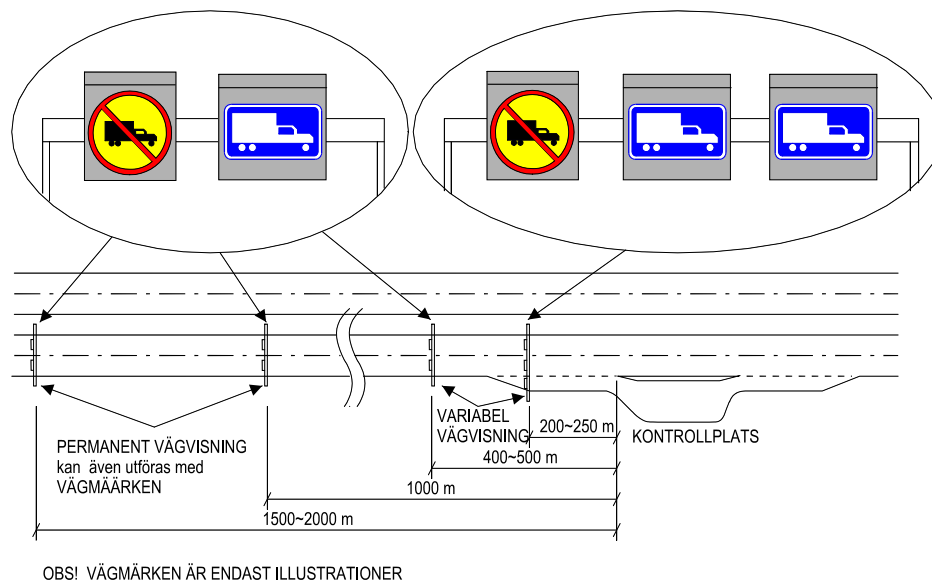 PERMANENT VÄGVISNING
kan även utföras med
VÄGMÄÄRKEN
VARIABEL
VÄGVISNING
200~250 m
KONTROLLPLATS
400~500 m
1000 m
1500~2000 m
OBS! VÄGMÄRKEN ÄR ENDAST ILLUSTRATIONER